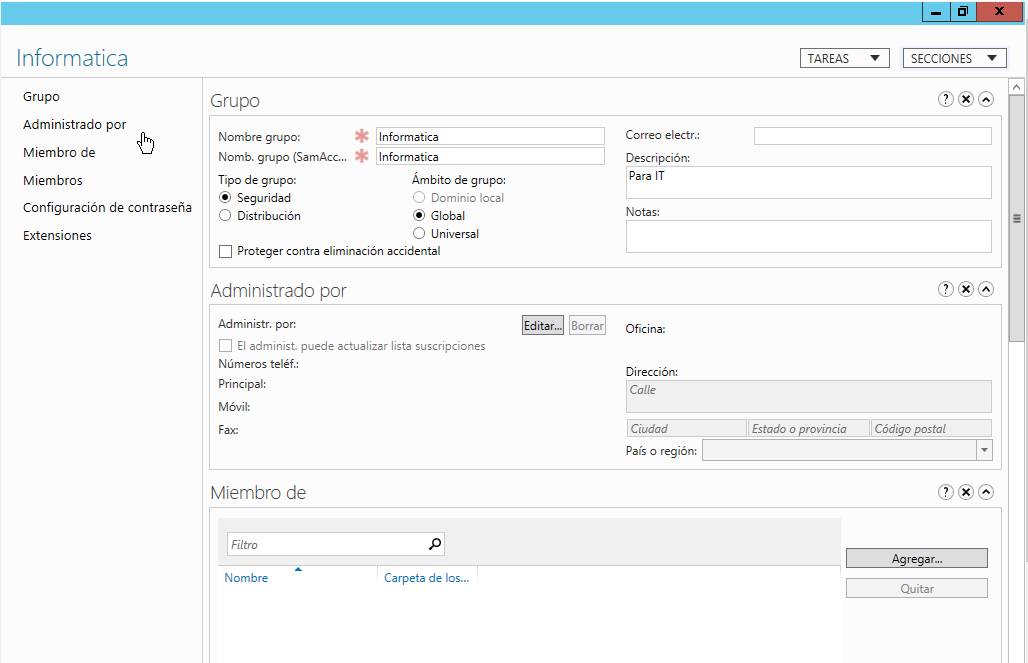 Informatica
TAREAS
SECCIONES
Grupo
Administrado por
Miembro de
Miembros
Configuración de contraseña
Extensiones
Grupo
Nombre grupo: Informatica
Nomb. grupo (SamAcc... Informatica
Tipo de grupo:
Seguridad
Distribución
Ámbito de grupo:
Dominio local
Global
Universal
Proteger contra eliminación accidental
Correo electr.:
Descripción:
Para IT
Notas:
Administrado por
Administr. por:
Editar...
Borrar
El administ. puede actualizar lista suscripciones
Números teléf.:
Principal:
Móvil:
Fax:
Oficina:
Dirección:
Calle
Ciudad
Estado o provincia
Código postal
País o región:
Miembro de
Filtro
Nombre
Carpeta de los...
Agregar...
Quitar